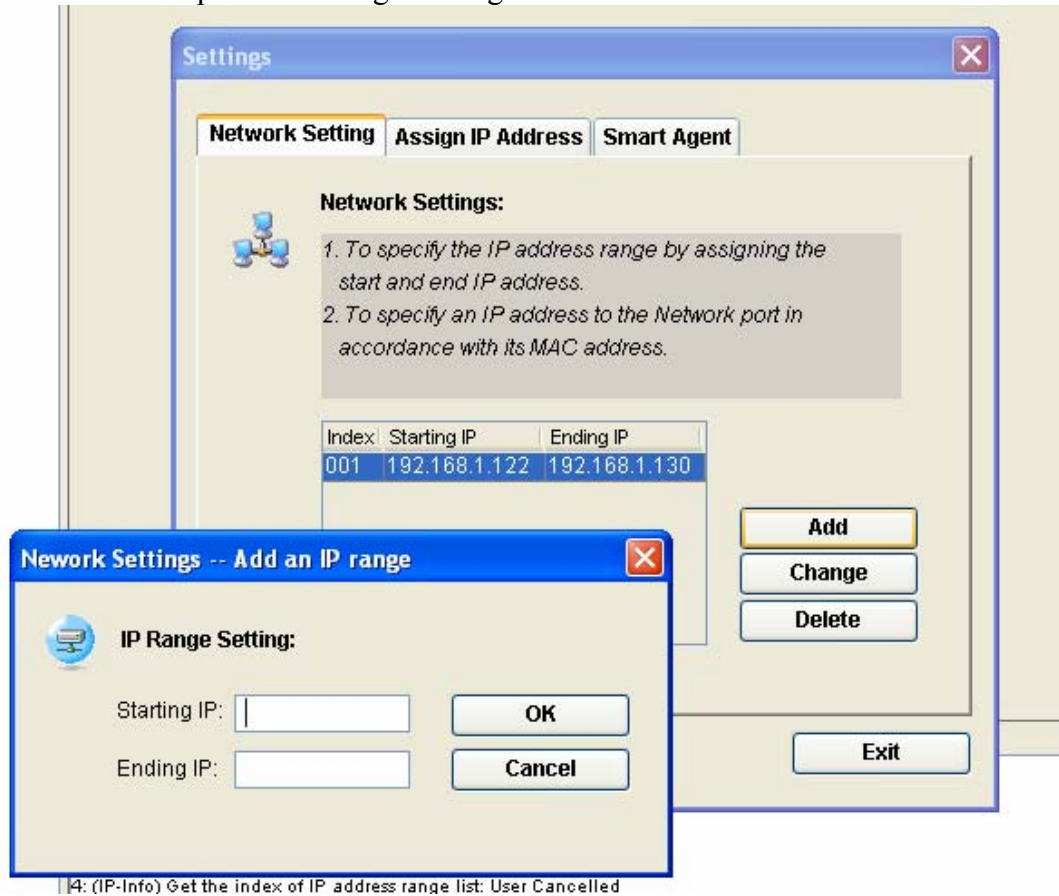 Settings
Network Setting Assign IP Address Smart Agent
Network Settings:
1. To specify the IP address range by assigning the
start and end IP address.
2. To specify an IP address to the Network port in
accordance with its MAC address.
Index Starting IP Ending IP
001 192.168.1.122 192.168.1.130
Add
Change
Delete
Exit
Nework Settings -- Add an IP range
IP Range Setting:
Starting IP:
OK
Ending IP:
Cancel
4: (IP-Info) Get the index of IP address range list: User Cancelled